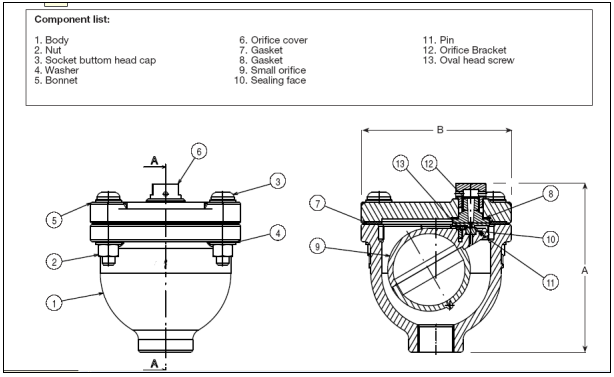 Component list:
1. Body
2. Nut
3. Socket buttom head cap
4. Washer
5. Bonnet
6. Orifice cover
7. Gasket
8. Gasket
9. Small orifice
10. Sealing face
11. Pin
12. Orifice Bracket
13. Oval head screw
A
6
3
5
4
2
1
A
B
13
12
7
8
9
10
11
A